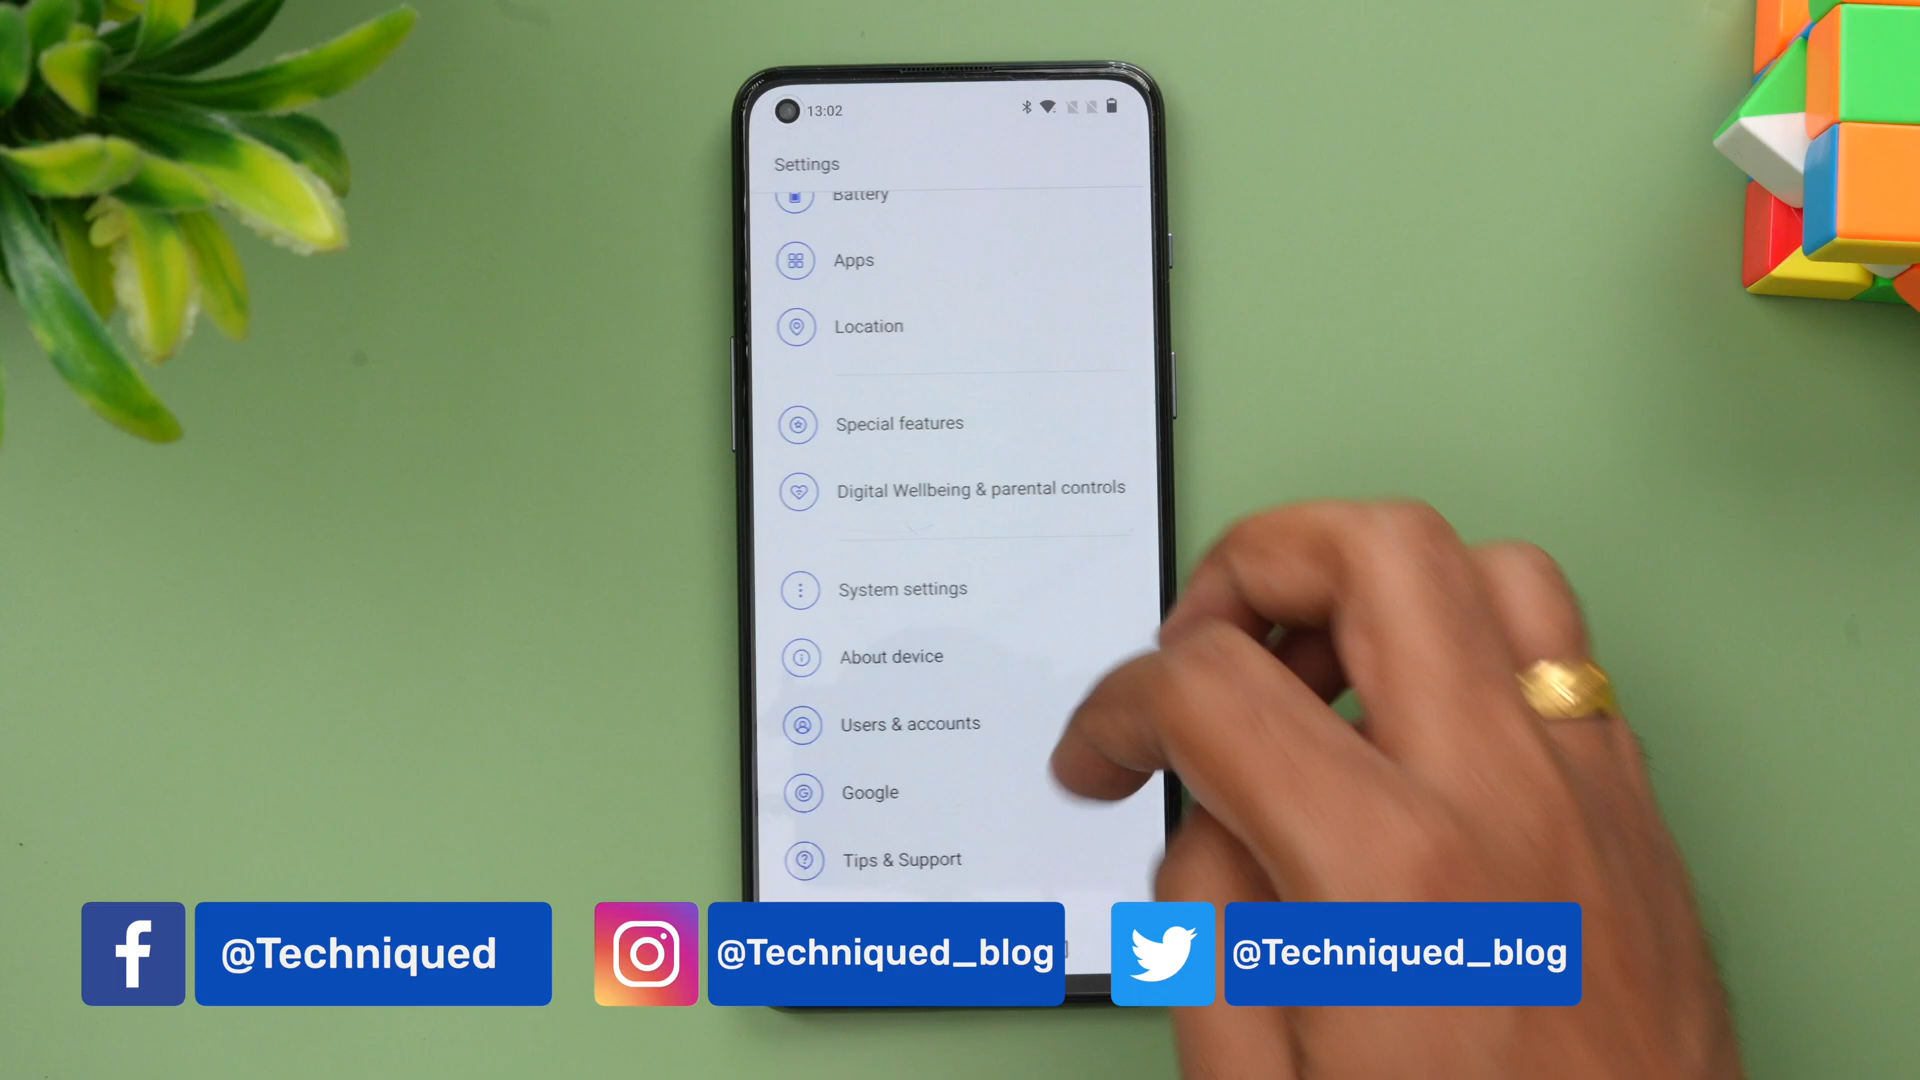 13:02
Settings
Battery
Apps
Location
Special features
Digital Wellbeing & parental controls
System settings
About device
Users & accounts
Google
Tips & Support
@Techniqued
@Techniqued_blog
@Techniqued_blog